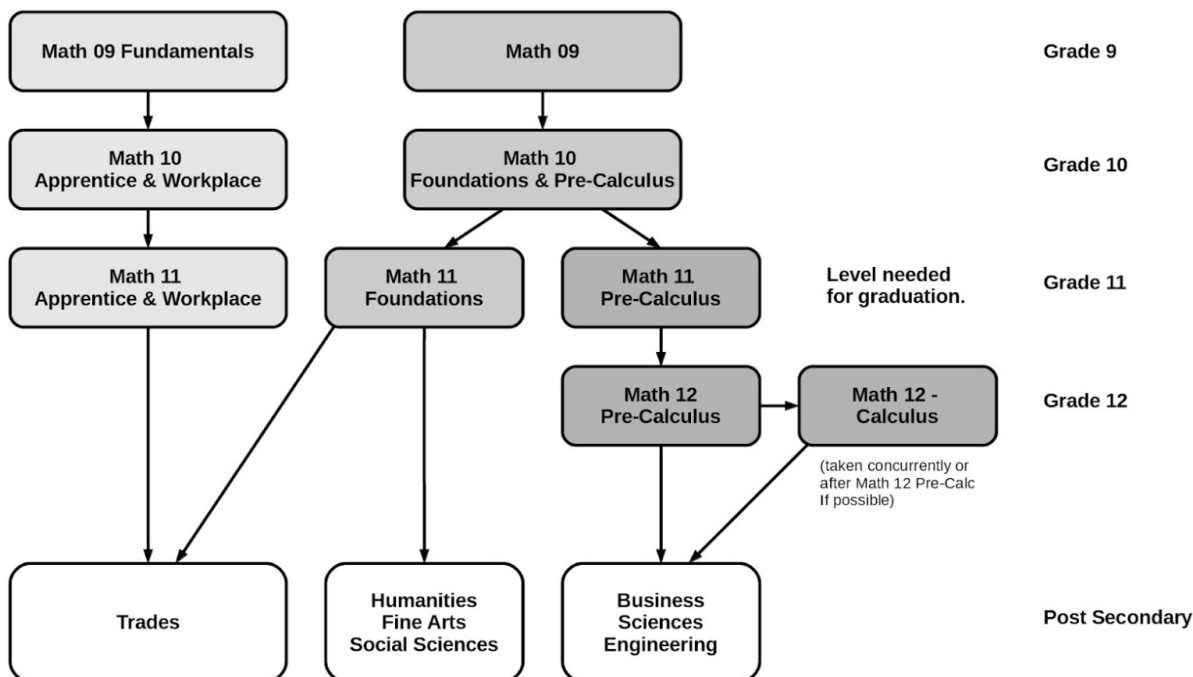 Math 09 Fundamentals
Math 09
Grade 9
Math 10
Apprentice & Workplace
Math 10
Foundations & Pre-Calculus
Grade 10
Math 11
Apprentice & Workplace
Math 11
Foundations
Math 11
Pre-Calculus
Level needed
for graduation.
Grade 11
Math 12
Pre-Calculus
Math 12 -
Calculus
Grade 12
(taken concurrently or
after Math 12 Pre-Calc
If possible)
Trades
Humanities
Fine Arts
Social Sciences
Business
Sciences
Engineering
Post Secondary